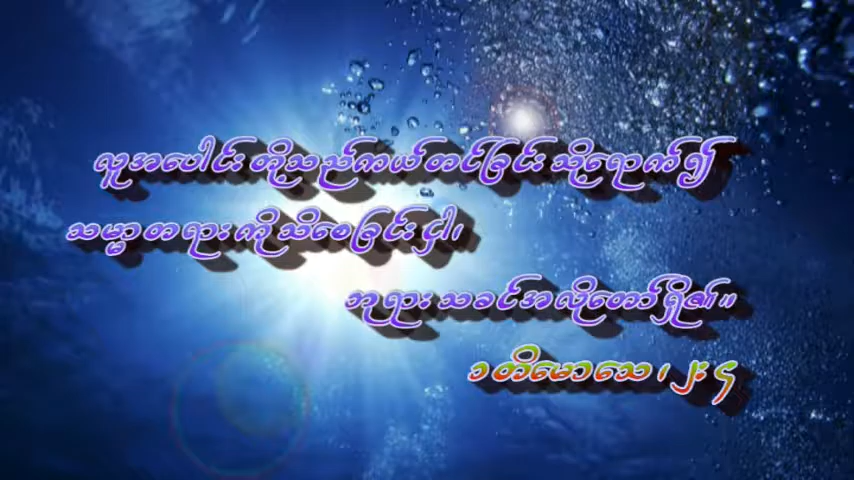 လူအပေါင်းတို့သည်ကယ်တင်ခြင်းသို့ရောက်၍
သမ္မာတရားကိုသိစေခြင်းငှါ၊
ဘုရားသခင်အလိုတော်ရှိ၏။
၁တိမောသေ၊ ၂း ၄